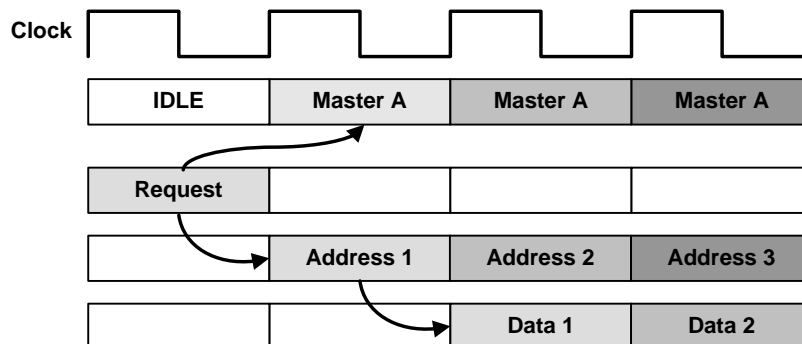 Clock
IDLE Master A Master A Master A
Request
Address 1 Address 2 Address 3
Data 1 Data 2